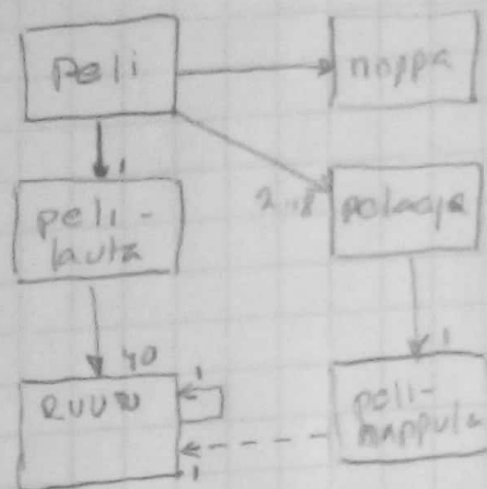 Peli
noppa
1
peli-
lauta
2..8
pelaaja
40
1
1
Ruutu
peli-
nappula
1